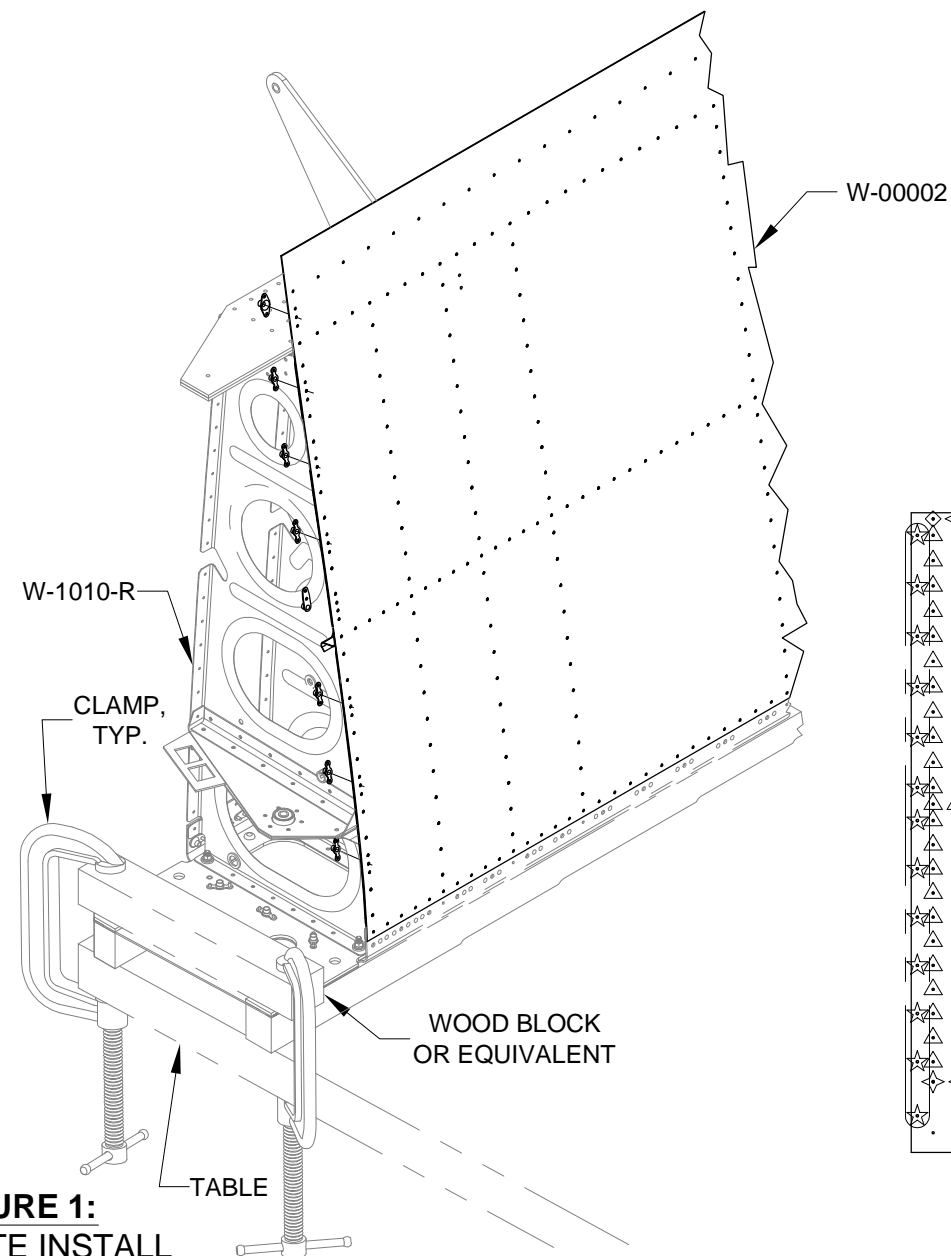 W-00002
W-1010-R
CLAMP,
TYP.
WOOD BLOCK
OR EQUIVALENT
TABLE
URE 1:
TE INSTALL